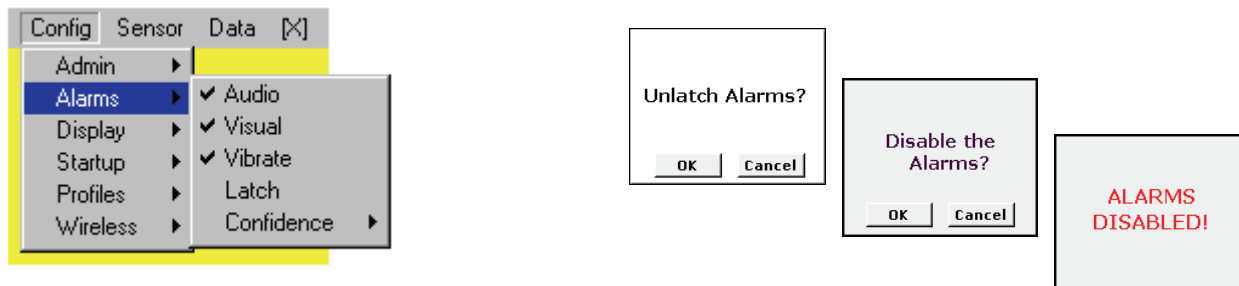 Config Sensor Data [X]
Admin
Alarms
Display
Startup
Profiles
Wireless
Audio
Visual
Vibrate
Latch
Confidence
Unlatch Alarms?
OK Cancel
Disable the
Alarms?
OK Cancel
ALARMS
DISABLED!